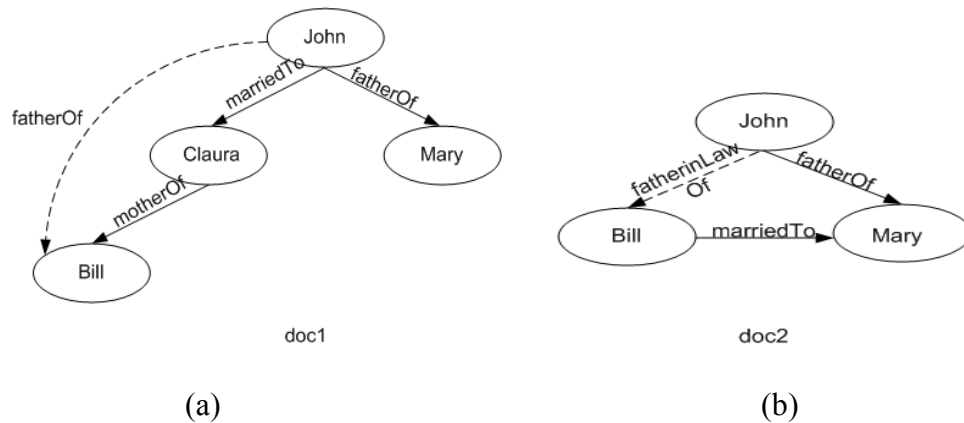 John
marriedTo
fatherOf
fatherOf
Claura
Mary
motherOf
Bill
doc1
(a)
John
fatherinLaw
Of
fatherOf
Bill
marriedTo
Mary
doc2
(b)